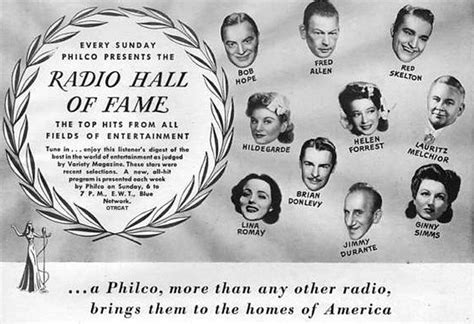 EVERY SUNDAY
PHILCO PRESENTS THE
RADIO HALL
OF FAME
THE TOP HITS FROM ALL
FIELDS OF ENTERTAINMENT
Tune in...enjoy this listener's digest of the
best in the world of entertainment as judged
by Variety Magazine. These stars were
recent selections. A new, all-hit
program is presented each week
by Philco on Sunday, 6 to
7 P.M., E.W.T., Blue
Network.
OTRCAT
BOB
HOPE
FRED
ALLEN
RED
SKELTON
HILDEGARDE
HELEN
FORREST
LAURITZ
MELCHIOR
LINA
ROMAY
BRIAN
DONLEVY
JIMMY
DURANTE
GINNY
SIMMS
...a Philco, more than any other radio,
brings them to the homes of America